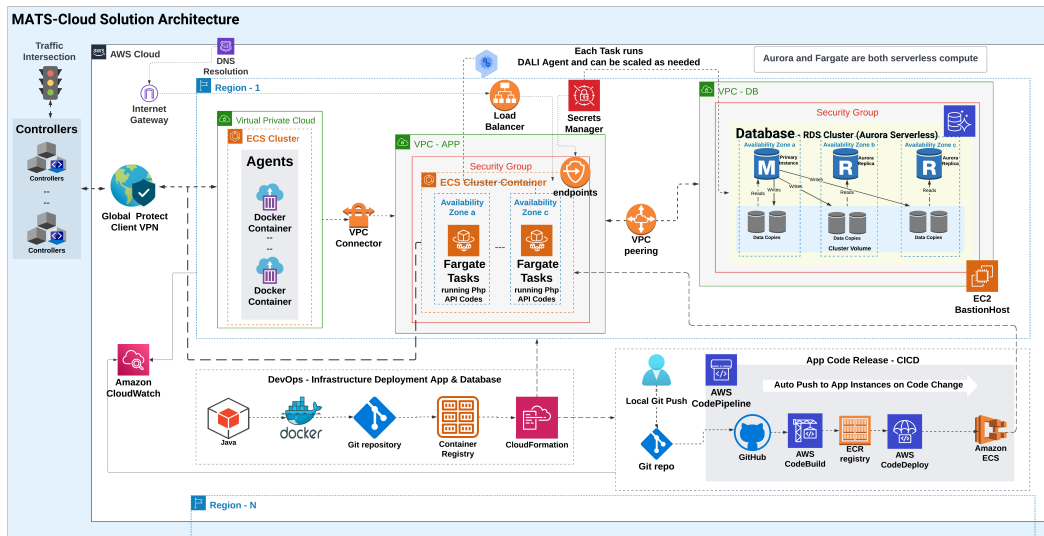 MATS-Cloud Solution Architecture
Traffic
Intersection
Controllers
Controllers
--
--
Controllers
aws
AWS Cloud
DNS
Resolution
Internet
Gateway
Each Task runs
DALI Agent and can be scaled as needed
Aurora and Fargate are both serverless compute
Region - 1
Load
Balancer
Secrets
Manager
Global Protect
Client VPN
Virtual Private Cloud
ECS Cluster
Agents
Docker
Container
--
--
Docker
Container
VPC
Connector
VPC - APP
Security Group
ECS Cluster Container
endpoints
Availability
Zone a
Fargate
Tasks
running Php
API Codes
---
Availability
Zone c
Fargate
Tasks
running Php
API Codes
VPC
peering
VPC - DB
Security Group
Database - RDS Cluster (Aurora Serverless)
Availability Zone a
Availability Zone b
Availability Zone c
M
Primary
Instance
R
Aurora
Replica
R
Aurora
Replica
Writes
Writes
Writes
Reads
Reads
Reads
Data Copies
Data Copies
Data Copies
Cluster Volume
EC2
BastionHost
Amazon
CloudWatch
DevOps - Infrastructure Deployment App & Database
Java
docker
Git repository
Container
Registry
CloudFormation
App Code Release - CICD
Local Git Push
Git repo
AWS
CodePipeline
Auto Push to App Instances on Code Change
GitHub
AWS
CodeBuild
ECR
registry
AWS
CodeDeploy
Amazon
ECS
Region - N